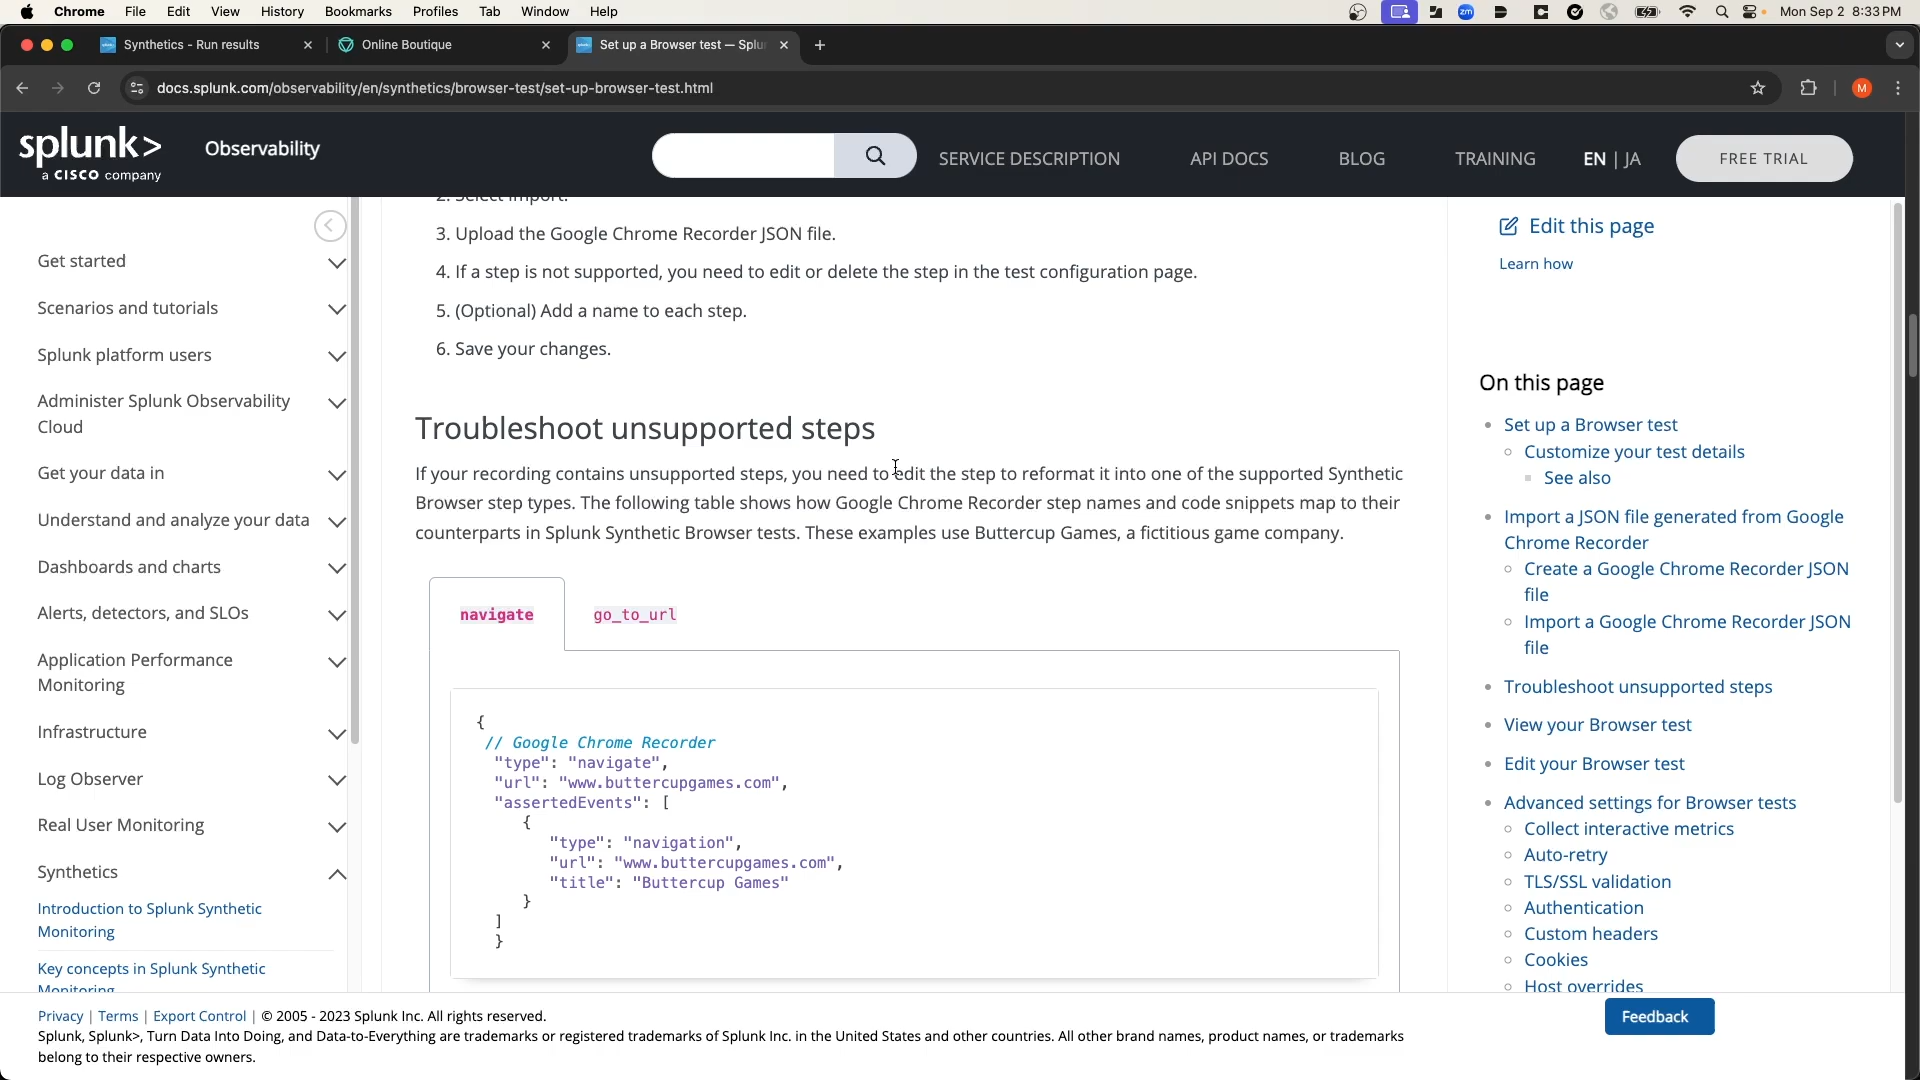 Chrome File Edit View History Bookmarks Profiles Tab Window Help
zm
Mon Sep 2 8:33 PM
Synthetics - Run results
Online Boutique
Set up a Browser test — Splu
docs.splunk.com/observability/en/synthetics/browser-test/set-up-browser-test.html
M
splunk>
a CISCO company
Observability
SERVICE DESCRIPTION
API DOCS
BLOG
TRAINING
EN | JA
FREE TRIAL
Get started
Scenarios and tutorials
Splunk platform users
Administer Splunk Observability
Cloud
Get your data in
Understand and analyze your data
Dashboards and charts
Alerts, detectors, and SLOs
Application Performance
Monitoring
Infrastructure
Log Observer
Real User Monitoring
Synthetics
Introduction to Splunk Synthetic
Monitoring
Key concepts in Splunk Synthetic
Monitoring
2. Select Import.
3. Upload the Google Chrome Recorder JSON file.
4. If a step is not supported, you need to edit or delete the step in the test configuration page.
5. (Optional) Add a name to each step.
6. Save your changes.
Troubleshoot unsupported steps
If your recording contains unsupported steps, you need to edit the step to reformat it into one of the supported Synthetic
Browser step types. The following table shows how Google Chrome Recorder step names and code snippets map to their
counterparts in Splunk Synthetic Browser tests. These examples use Buttercup Games, a fictitious game company.
navigate
go_to_url
{
// Google Chrome Recorder
"type": "navigate",
"url": "www.buttercupgames.com",
"assertedEvents": [
{
"type": "navigation",
"url": "www.buttercupgames.com",
"title": "Buttercup Games"
}
]
}
Edit this page
Learn how
On this page
Set up a Browser test
Customize your test details
See also
Import a JSON file generated from Google
Chrome Recorder
Create a Google Chrome Recorder JSON
file
Import a Google Chrome Recorder JSON
file
Troubleshoot unsupported steps
View your Browser test
Edit your Browser test
Advanced settings for Browser tests
Collect interactive metrics
Auto-retry
TLS/SSL validation
Authentication
Custom headers
Cookies
Host overrides
Privacy | Terms | Export Control | © 2005 - 2023 Splunk Inc. All rights reserved.
Splunk, Splunk>, Turn Data Into Doing, and Data-to-Everything are trademarks or registered trademarks of Splunk Inc. in the United States and other countries. All other brand names, product names, or trademarks
belong to their respective owners.
Feedback